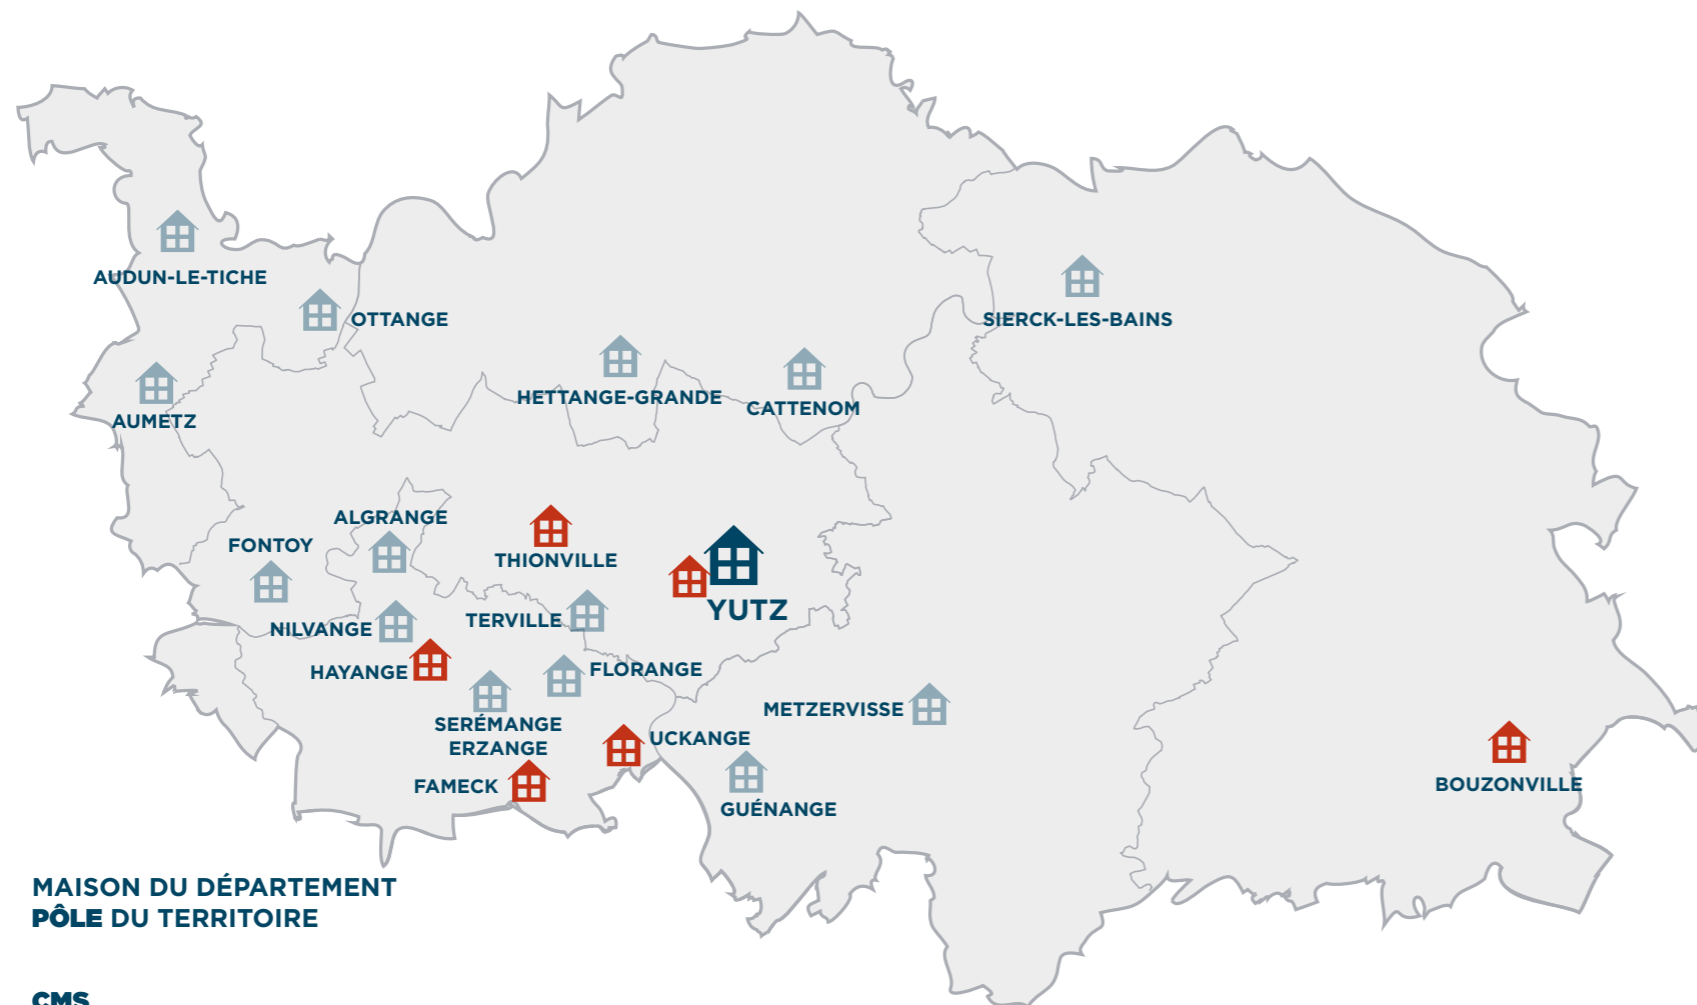 AUDUN-LE-TICHE
OTTANGE
SIERCK-LES-BAINS
HETTANGE-GRANDE
CATTENOM
AUMETZ
ALGRANGE
FONTOY
THIONVILLE
YUTZ
TERVILLE
NILVANGE
HAYANGE
FLORANGE
METZERVISSE
SERÉMANGE
ERZANGE
UCKANGE
FAMECK
BOUZONVILLE
GUÉNANGE
MAISON DU DÉPARTEMENT
PÔLE DU TERRITOIRE
CMS